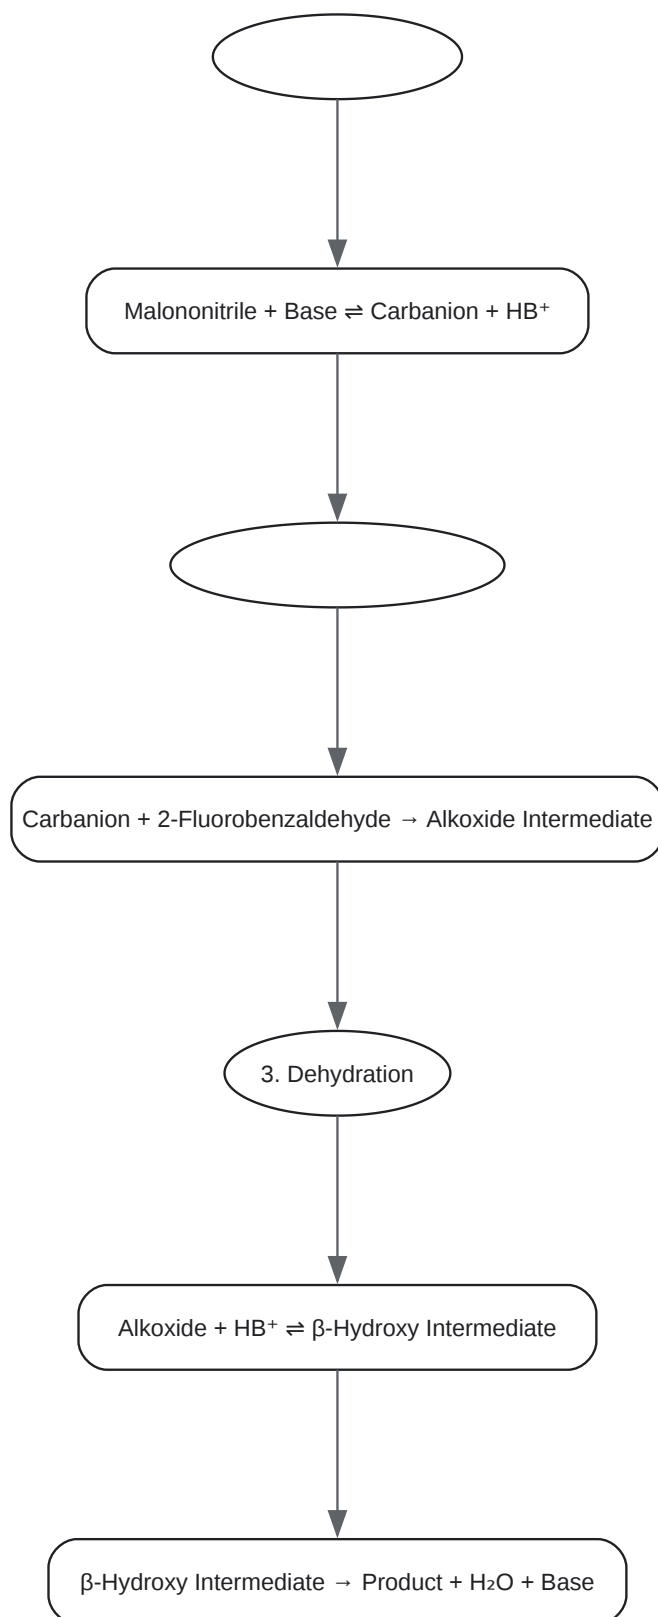 Malononitrile + Base ⇌ Carbanion + HB⁺
Carbanion + 2-Fluorobenzaldehyde → Alkoxide Intermediate
3. Dehydration
Alkoxide + HB⁺ ⇌ β-Hydroxy Intermediate
β-Hydroxy Intermediate → Product + H₂O + Base